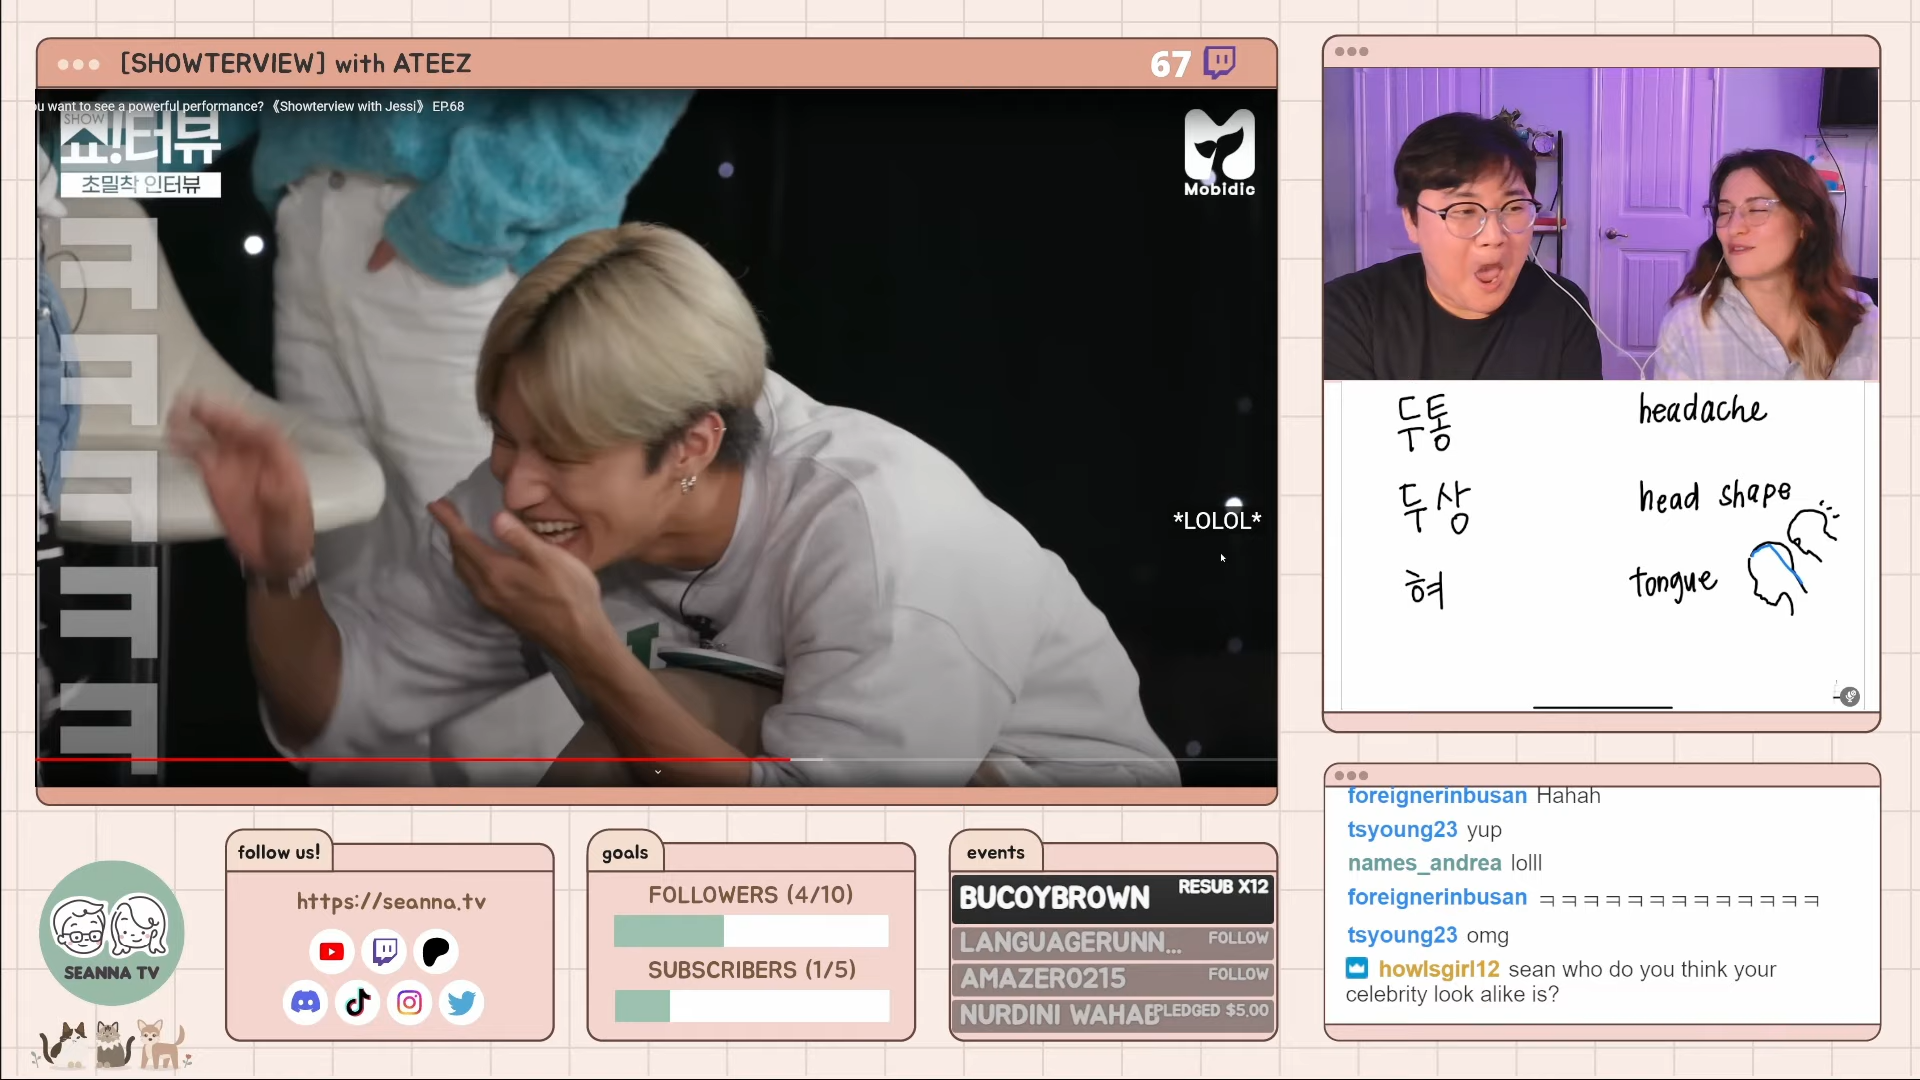 [SHOWTERVIEW] with ATEEZ
67
u want to see a powerful performance? 《Showterview with Jessi》 EP.68
SHOW
쇼!터뷰
초밀착 인터뷰
Mobidic
ㅋ
ㅋ
ㅋ
ㅋ
ㅋ
*LOLOL*
두통 headache
두상 head shape
혀 tongue
foreignerinbusan Hahah
tsyoung23 yup
names_andrea lolll
foreignerinbusan ㅋㅋㅋㅋㅋㅋㅋㅋㅋㅋㅋㅋㅋ
tsyoung23 omg
howlsgirl12 sean who do you think your
celebrity look alike is?
SEANNA TV
follow us!
https://seanna.tv
goals
FOLLOWERS (4/10)
SUBSCRIBERS (1/5)
events
BUCOYBROWN RESUB X12
LANGUAGERUNN... FOLLOW
AMAZERO215 FOLLOW
NURDINI WAHAB PLEDGED $5.00